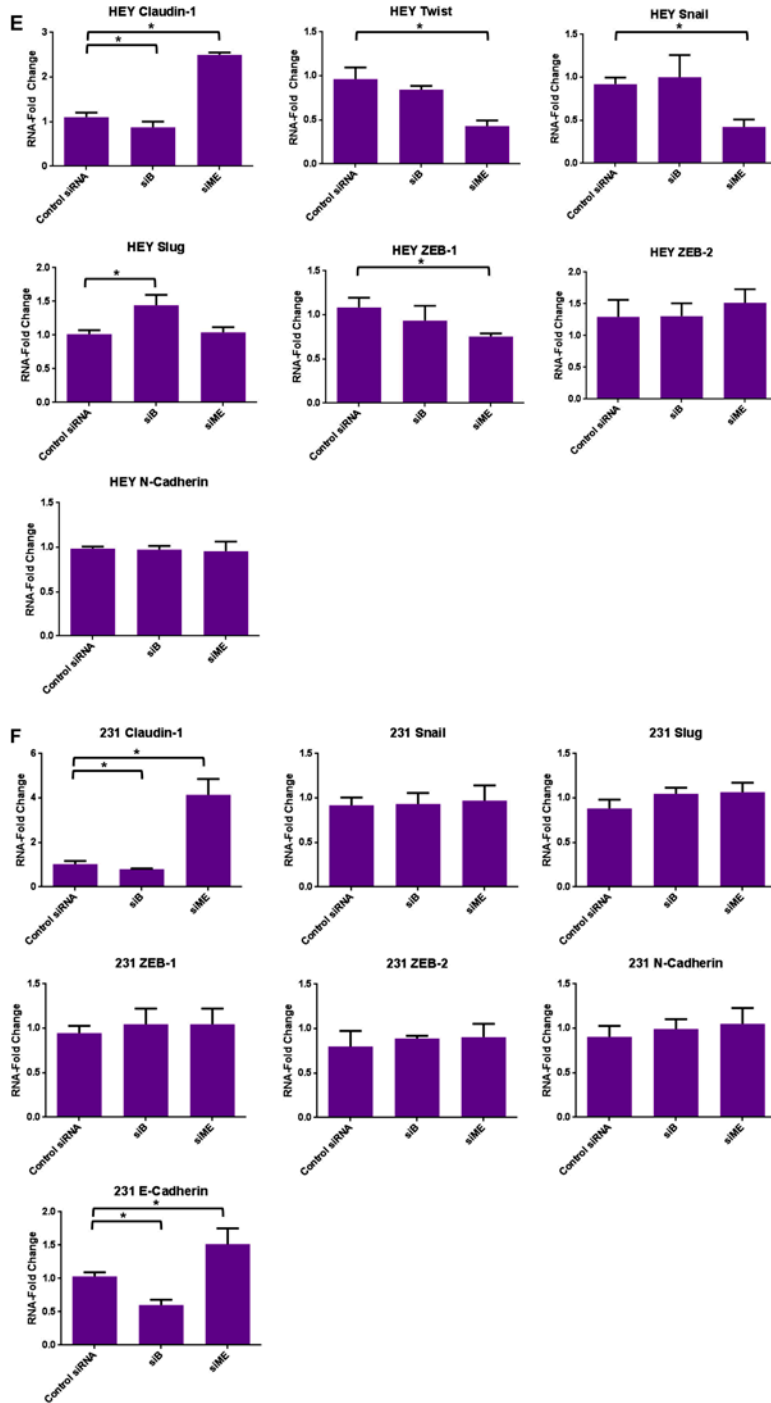 E
HEY Claudin-1
RNA-Fold Change
3
2
1
0
*
*
Control siRNA
siB
siME
HEY Twist
RNA-Fold Change
1.5
1.0
0.5
0.0
*
Control siRNA
siB
siME
HEY Snail
RNA-Fold Change
1.5
1.0
0.5
0.0
*
Control siRNA
siB
siME
HEY Slug
RNA-Fold Change
2.0
1.5
1.0
0.5
0.0
*
Control siRNA
siB
siME
HEY ZEB-1
RNA-Fold Change
1.5
1.0
0.5
0.0
*
Control siRNA
siB
siME
HEY ZEB-2
RNA-Fold Change
2.0
1.5
1.0
0.5
0.0
Control siRNA
siB
siME
HEY N-Cadherin
RNA-Fold Change
1.5
1.0
0.5
0.0
Control siRNA
siB
siME
F
231 Claudin-1
RNA-Fold Change
6
4
2
0
*
*
Control siRNA
siB
siME
231 Snail
RNA-Fold Change
1.5
1.0
0.5
0.0
Control siRNA
siB
siME
231 Slug
RNA-Fold Change
1.5
1.0
0.5
0.0
Control siRNA
siB
siME
231 ZEB-1
RNA-Fold Change
1.5
1.0
0.5
0.0
Control siRNA
siB
siME
231 ZEB-2
RNA-Fold Change
1.5
1.0
0.5
0.0
Control siRNA
siB
siME
231 N-Cadherin
RNA-Fold Change
1.5
1.0
0.5
0.0
Control siRNA
siB
siME
231 E-Cadherin
RNA-Fold Change
2.0
1.5
1.0
0.5
0.0
*
*
Control siRNA
siB
siME